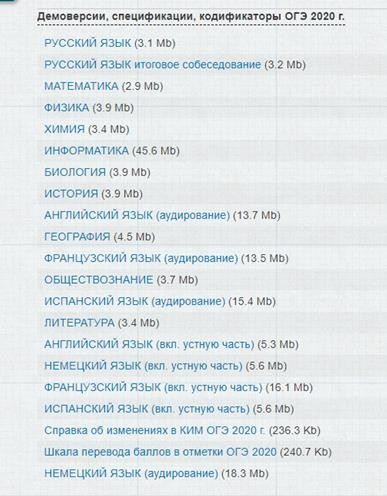 Демоверсии, спецификации, кодификаторы ОГЭ 2020 г.
РУССКИЙ ЯЗЫК (3.1 Mb)
РУССКИЙ ЯЗЫК итоговое собеседование (3.2 Mb)
МАТЕМАТИКА (2.9 Mb)
ФИЗИКА (3.9 Mb)
ХИМИЯ (3.4 Mb)
ИНФОРМАТИКА (45.6 Mb)
БИОЛОГИЯ (3.9 Mb)
ИСТОРИЯ (3.9 Mb)
АНГЛИЙСКИЙ ЯЗЫК (аудирование) (13.7 Mb)
ГЕОГРАФИЯ (4.5 Mb)
ФРАНЦУЗСКИЙ ЯЗЫК (аудирование) (13.5 Mb)
ОБЩЕСТВОЗНАНИЕ (3.7 Mb)
ИСПАНСКИЙ ЯЗЫК (аудирование) (15.4 Mb)
ЛИТЕРАТУРА (3.4 Mb)
АНГЛИЙСКИЙ ЯЗЫК (вкл. устную часть) (5.3 Mb)
НЕМЕЦКИЙ ЯЗЫК (вкл. устную часть) (5.6 Mb)
ФРАНЦУЗСКИЙ ЯЗЫК (вкл. устную часть) (16.1 Mb)
ИСПАНСКИЙ ЯЗЫК (вкл. устную часть) (5.6 Mb)
Справка об изменениях в КИМ ОГЭ 2020 г. (236.3 Kb)
Шкала перевода баллов в отметки ОГЭ 2020 (240.7 Kb)
НЕМЕЦКИЙ ЯЗЫК (аудирование) (18.3 Mb)